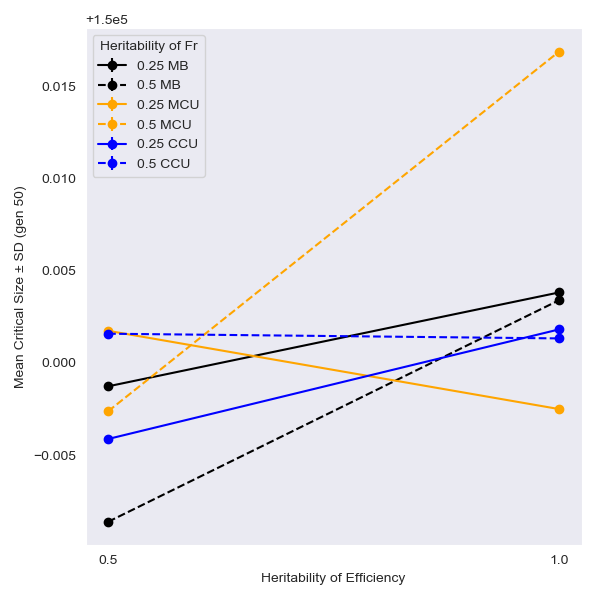 +1.5e5
Heritability of Fr
0.25 MB
0.5 MB
0.25 MCU
0.5 MCU
0.25 CCU
0.5 CCU
0.015
0.010
0.005
0.000
−0.005
Mean Critical Size ± SD (gen 50)
0.5
1.0
Heritability of Efficiency